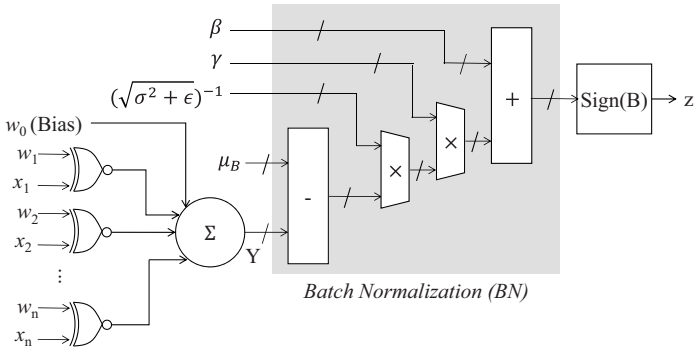 β
γ
(√σ² + ϵ)⁻¹
w₀ (Bias)
w₁
x₁
w₂
x₂
...
wₙ
xₙ
Σ
Y
μ_B
-
×
×
+
Sign(B)
z
Batch Normalization (BN)